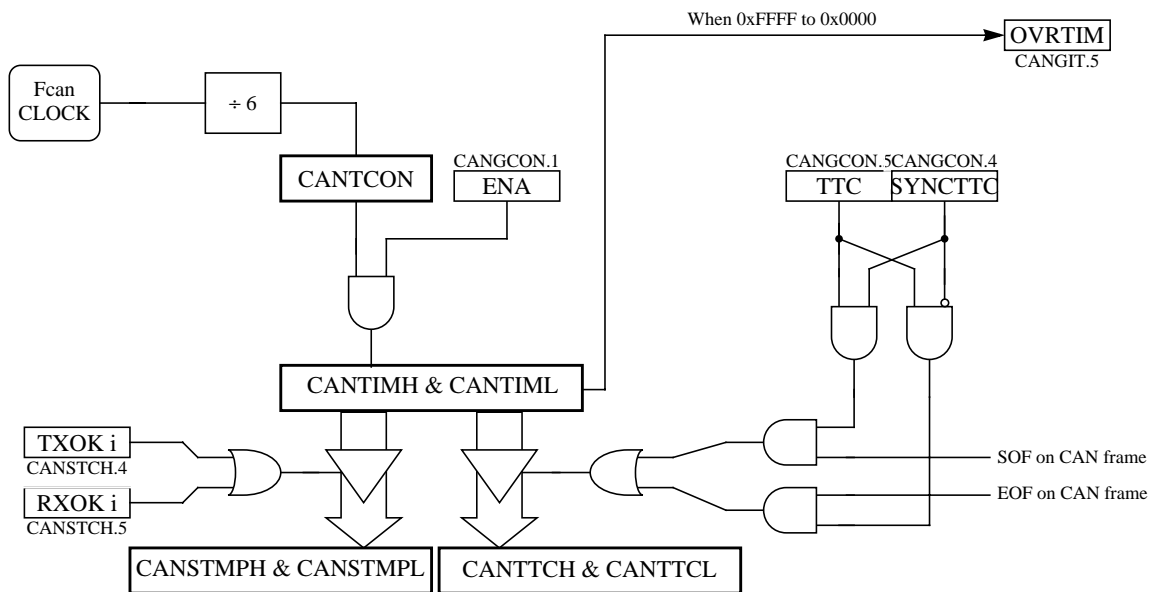 When 0xFFFF to 0x0000
OVRTIM
CANGIT.5
Fcan
CLOCK
÷ 6
CANTCON
CANGCON.1
ENA
CANGCON.5 CANGCON.4
TTC SYNCTTC
CANTIMH & CANTIML
TXOK i
CANSTCH.4
RXOK i
CANSTCH.5
SOF on CAN frame
EOF on CAN frame
CANSTMPH & CANSTMPL
CANTTCH & CANTTCL